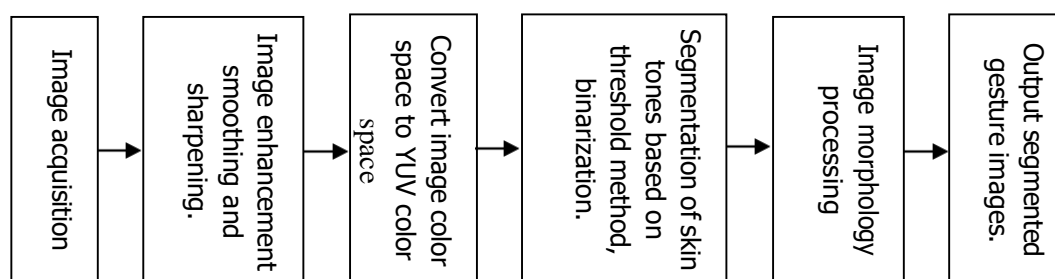 Image acquisition
Image enhancement
smoothing and
sharpening.
Convert image color
space to YUV color
space
Segmentation of skin
tones based on
threshold method,
binarization.
Image morphology
processing
Output segmented
gesture images.